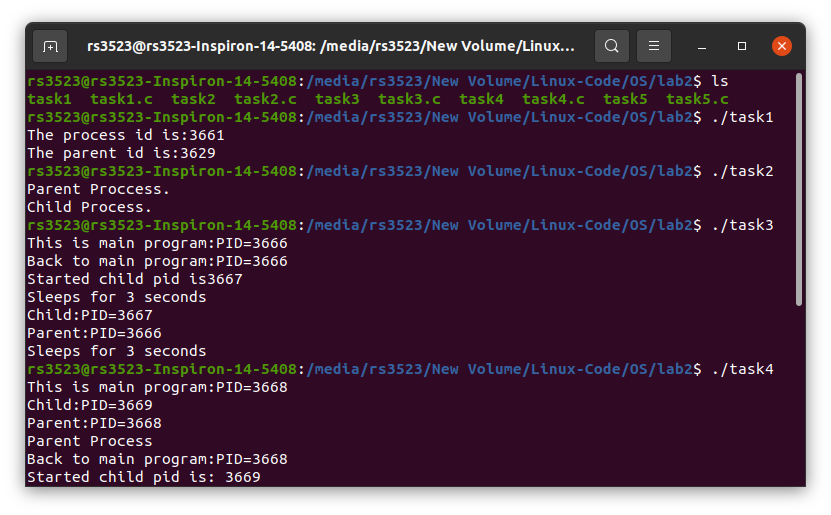 rs3523@rs3523-Inspiron-14-5408: /media/rs3523/New Volume/Linux...
rs3523@rs3523-Inspiron-14-5408:/media/rs3523/New Volume/Linux-Code/OS/lab2$ ls
task1  task1.c  task2  task2.c  task3  task3.c  task4  task4.c  task5  task5.c
rs3523@rs3523-Inspiron-14-5408:/media/rs3523/New Volume/Linux-Code/OS/lab2$ ./task1
The process id is:3661
The parent id is:3629
rs3523@rs3523-Inspiron-14-5408:/media/rs3523/New Volume/Linux-Code/OS/lab2$ ./task2
Parent Proccess.
Child Process.
rs3523@rs3523-Inspiron-14-5408:/media/rs3523/New Volume/Linux-Code/OS/lab2$ ./task3
This is main program:PID=3666
Back to main program:PID=3666
Started child pid is3667
Sleeps for 3 seconds
Child:PID=3667
Parent:PID=3666
Sleeps for 3 seconds
rs3523@rs3523-Inspiron-14-5408:/media/rs3523/New Volume/Linux-Code/OS/lab2$ ./task4
This is main program:PID=3668
Child:PID=3669
Parent:PID=3668
Parent Process
Back to main program:PID=3668
Started child pid is: 3669